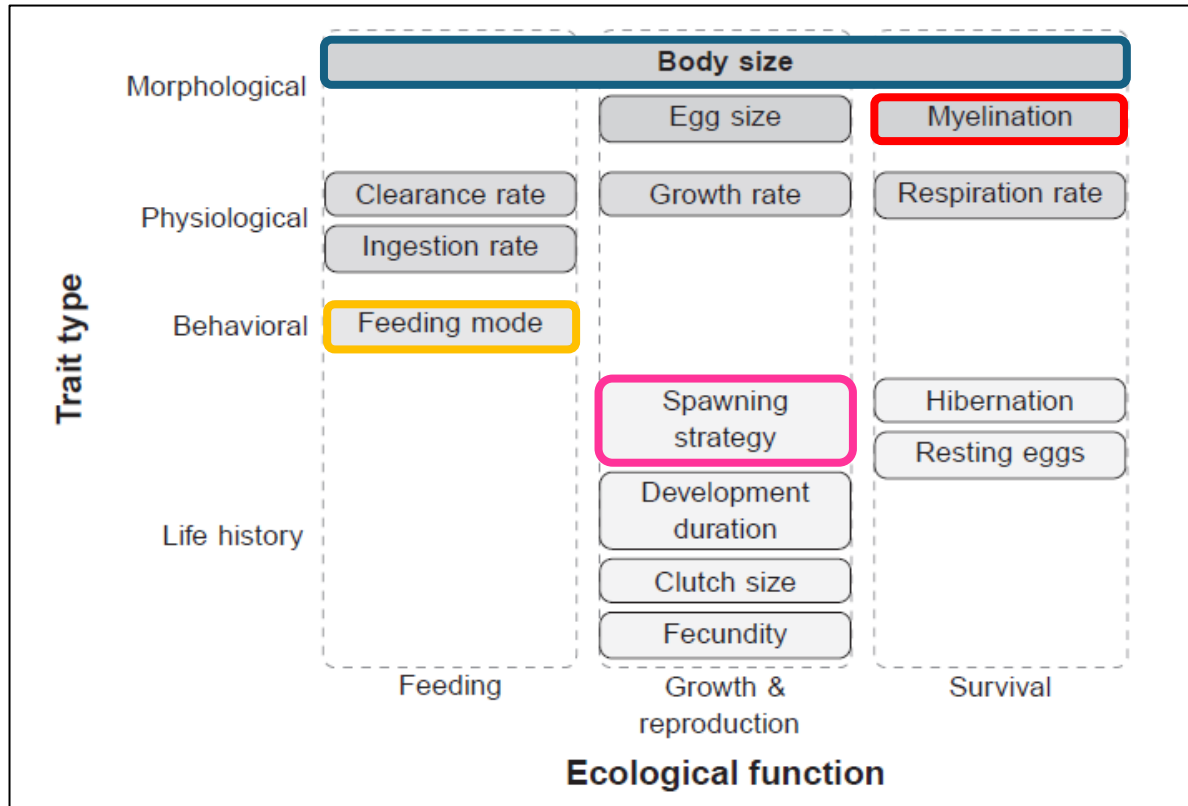 Body size
Morphological
Egg size
Myelination
Clearance rate
Growth rate
Respiration rate
Physiological
Ingestion rate
Trait type
Behavioral
Feeding mode
Spawning
strategy
Hibernation
Resting eggs
Development
duration
Life history
Clutch size
Fecundity
Feeding
Growth &
reproduction
Survival
Ecological function